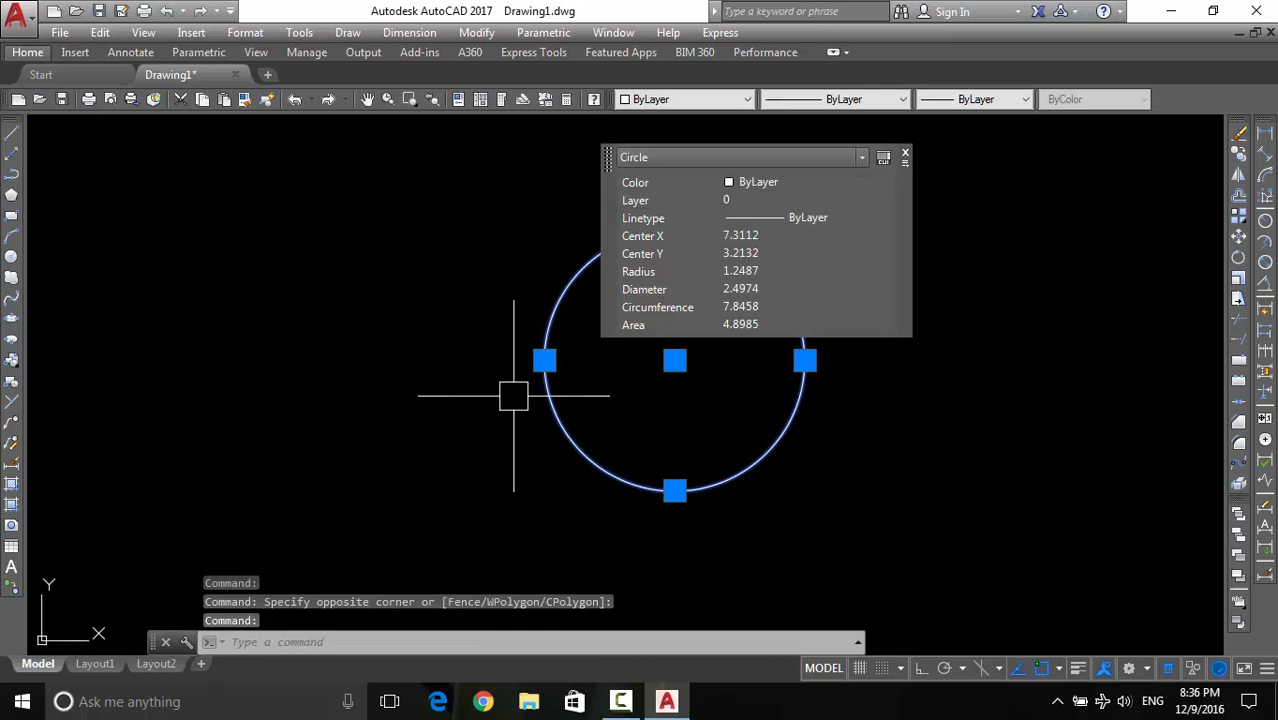 Autodesk AutoCAD 2017 Drawing1.dwg Type a keyword or phrase Sign In
File Edit View Insert Format Tools Draw Dimension Modify Parametric Window Help Express
Home Insert Annotate Parametric View Manage Output Add-ins A360 Express Tools Featured Apps BIM 360 Performance
Start Drawing1*
ByLayer ByLayer ByLayer ByColor
Circle
CUI
Color ByLayer
Layer 0
Linetype ByLayer
Center X 7.3112
Center Y 3.2132
Radius 1.2487
Diameter 2.4974
Circumference 7.8458
Area 4.8985
Command:
Command: Specify opposite corner or [Fence/WPolygon/CPolygon]:
Command:
Y
X
Type a command
Model Layout1 Layout2 MODEL
Ask me anything ENG 8:36 PM
12/9/2016